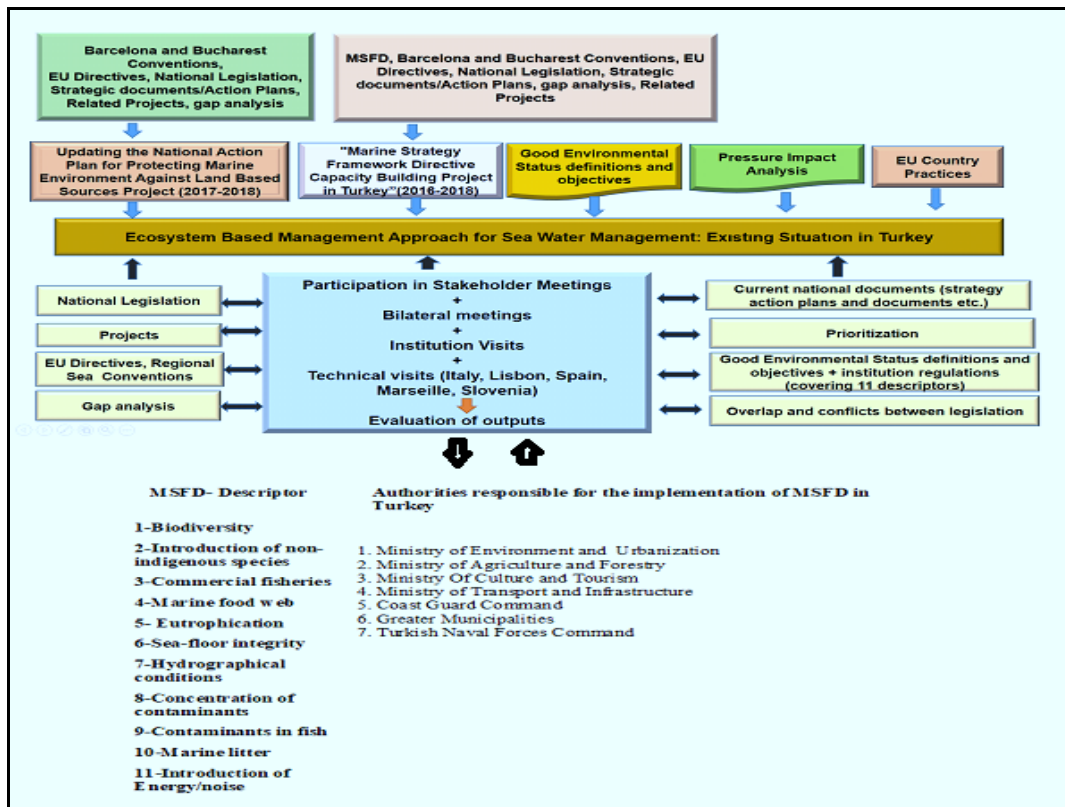 Barcelona and Bucharest
Conventions,
EU Directives, National Legislation,
Strategic documents/Action Plans,
Related Projects, gap analysis
MSFD, Barcelona and Bucharest Conventions, EU
Directives, National Legislation, Strategic
documents/Action Plans, gap analysis, Related
Projects
Updating the National Action
Plan for Protecting Marine
Environment Against Land Based
Sources Project (2017-2018)
"Marine Strategy
Framework Directive
Capacity Building Project
in Turkey"(2016-2018)
Good Environmental
Status definitions and
objectives
Pressure Impact
Analysis
EU Country
Practices
Ecosystem Based Management Approach for Sea Water Management: Existing Situation in Turkey
National Legislation
Projects
EU Directives, Regional
Sea Conventions
Gap analysis
Participation in Stakeholder Meetings
+
Bilateral meetings
+
Institution Visits
+
Technical visits (Italy, Lisbon, Spain,
Marseille, Slovenia)
Evaluation of outputs
Current national documents (strategy
action plans and documents etc.)
Prioritization
Good Environmental Status definitions and
objectives + institution regulations
(covering 11 descriptors)
Overlap and conflicts between legislation
MSFD- Descriptor
1-Biodiversity
2-Introduction of non-
indigenous species
3-Commercial fisheries
4-Marine food web
5- Eutrophication
6-Sea-floor integrity
7-Hydrographical
conditions
8-Concentration of
contaminants
9-Contaminants in fish
10-Marine litter
11-Introduction of
Energy/noise
Authorities responsible for the implementation of MSFD in
Turkey
1. Ministry of Environment and Urbanization
2. Ministry of Agriculture and Forestry
3. Ministry Of Culture and Tourism
4. Ministry of Transport and Infrastructure
5. Coast Guard Command
6. Greater Municipalities
7. Turkish Naval Forces Command